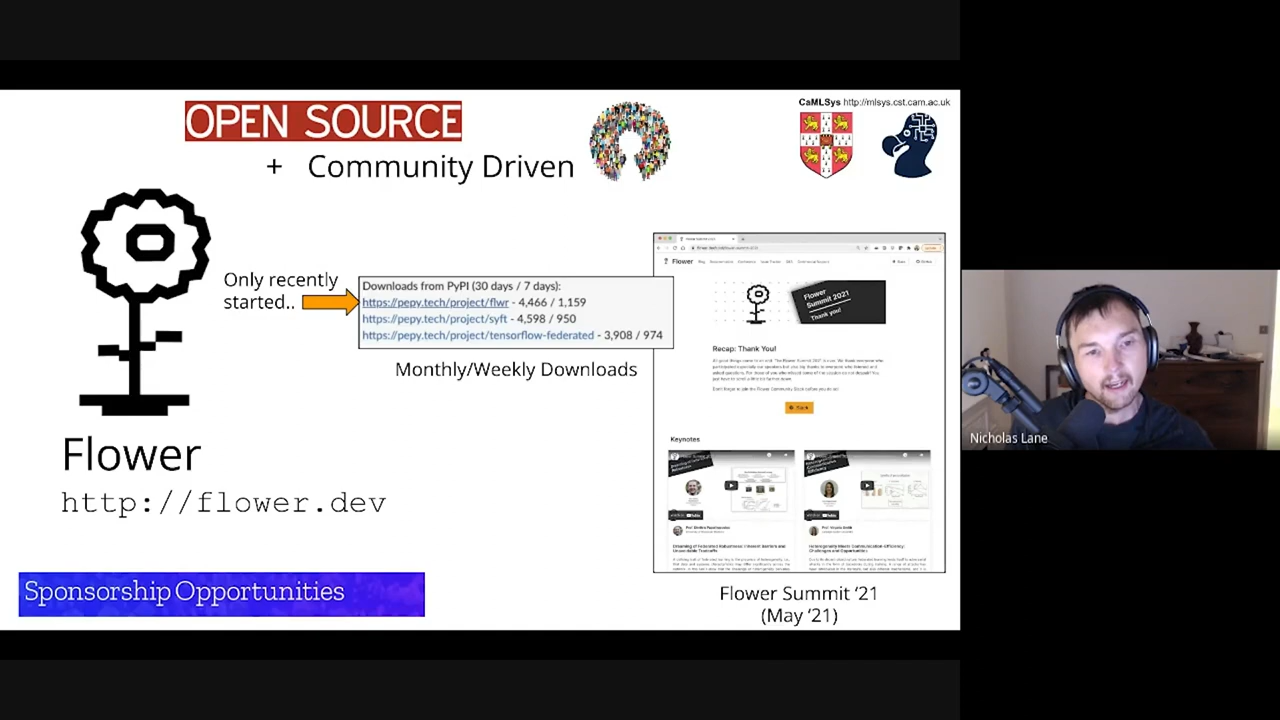 OPEN SOURCE
+ Community Driven
CaMLSys http://mlsys.cst.cam.ac.uk
Only recently
started..
Downloads from PyPI (30 days / 7 days):
https://pepy.tech/project/flwr - 4,466 / 1,159
https://pepy.tech/project/syft - 4,598 / 950
https://pepy.tech/project/tensorflow-federated - 3,908 / 974
Monthly/Weekly Downloads
Flower
http://flower.dev
Sponsorship Opportunities
Flower
Flower
Summit 2021
Thank you!
Recap: Thank You!
Keynotes
Flower Summit ‘21
(May ‘21)
Nicholas Lane